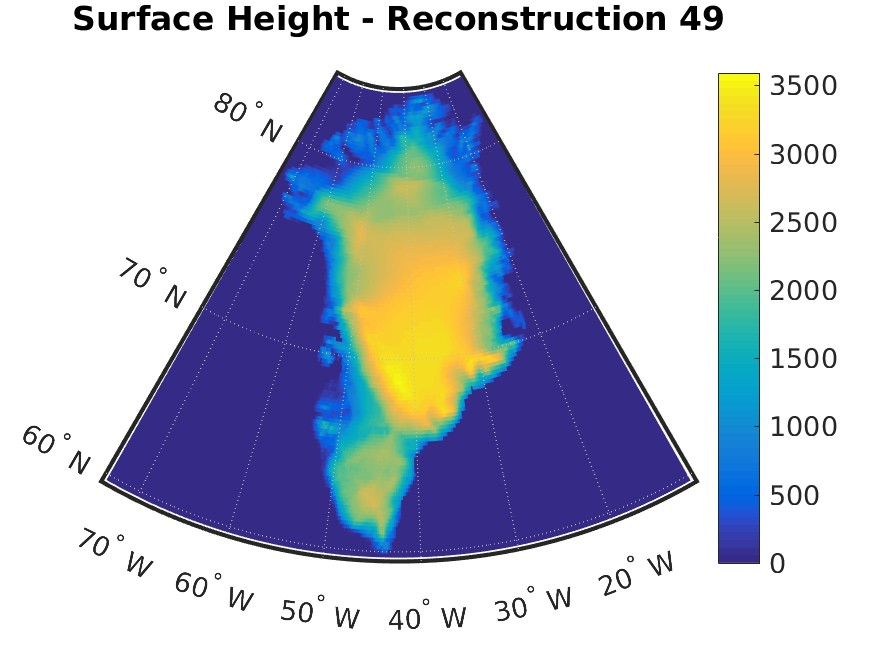 Surface Height - Reconstruction 49
80° N
70° N
60° N
70° W
60° W
50° W
40° W
30° W
20° W
3500
3000
2500
2000
1500
1000
500
0